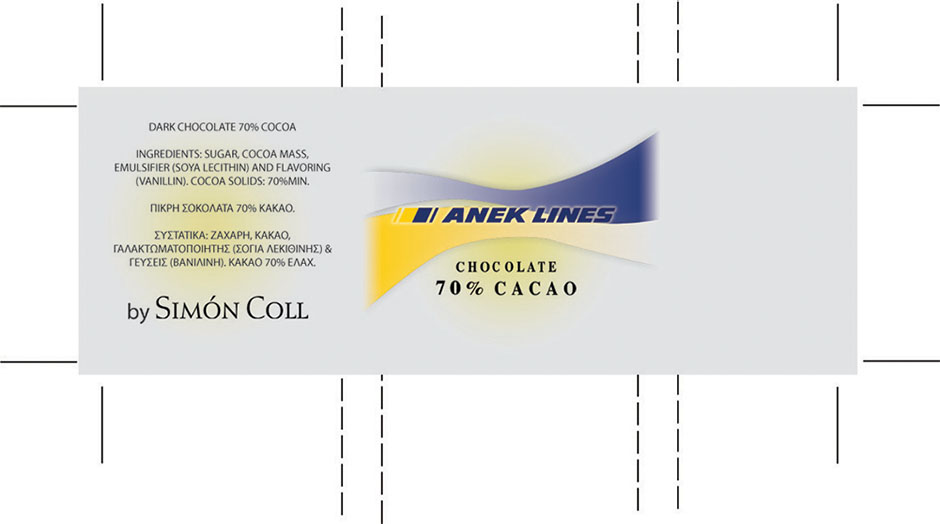 DARK CHOCOLATE 70% COCOA
INGREDIENTS: SUGAR, COCOA MASS,
EMULSIFIER (SOYA LECITHIN) AND FLAVORING
(VANILLIN). COCOA SOLIDS: 70%MIN.
ΠΙΚΡΗ ΣΟΚΟΛΑΤΑ 70% ΚΑΚΑΟ.
ΣΥΣΤΑΤΙΚΑ: ΖΑΧΑΡΗ, ΚΑΚΑΟ,
ΓΑΛΑΚΤΩΜΑΤΟΠΟΙΗΤΗΣ (ΣΟΓΙΑ ΛΕΚΙΘΙΝΗΣ) &
ΓΕΥΣΕΙΣ (ΒΑΝΙΛΙΝΗ). ΚΑΚΑΟ 70% ΕΛΑΧ.
by SIMÓN COLL
ANEK LINES
CHOCOLATE
70% CACAO